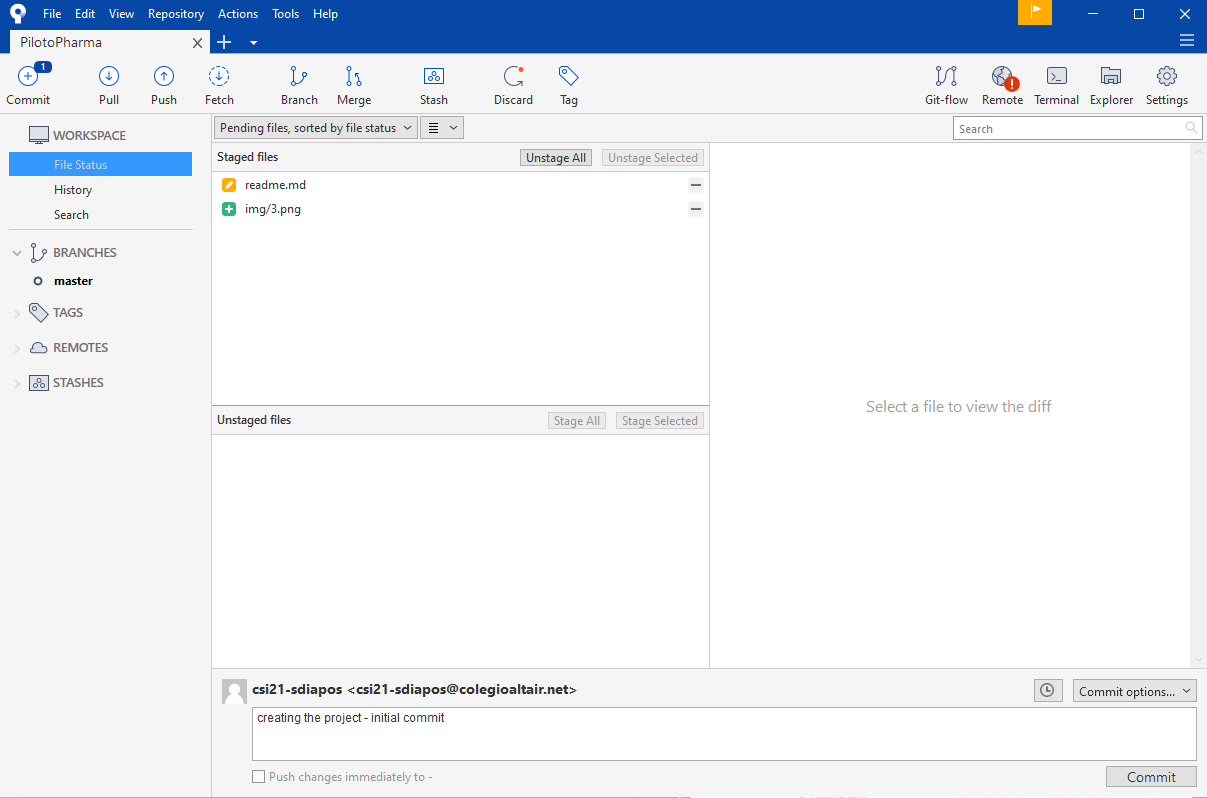 File Edit View Repository Actions Tools Help
PilotoPharma
1
Commit Pull Push Fetch Branch Merge Stash Discard Tag Git-flow Remote Terminal Explorer Settings
WORKSPACE
File Status
History
Search
BRANCHES
master
TAGS
REMOTES
STASHES
Pending files, sorted by file status
Search
Staged files Unstage All Unstage Selected
readme.md
img/3.png
Unstaged files Stage All Stage Selected
Select a file to view the diff
csi21-sdiapos <csi21-sdiapos@colegioaltair.net>
Commit options...
creating the project - initial commit
Push changes immediately to -
Commit